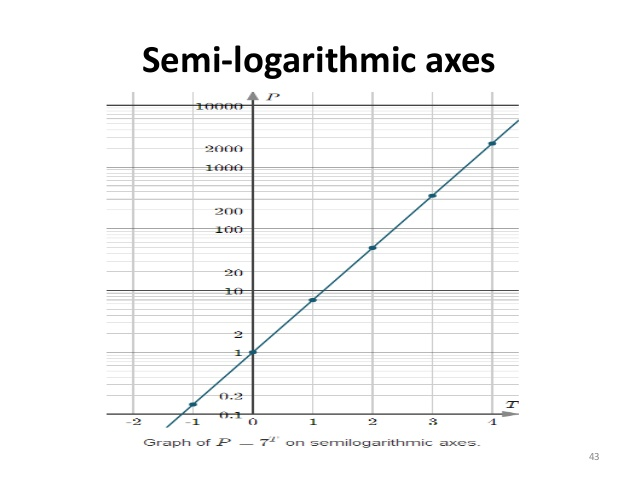 Semi-logarithmic axes
P
10000
2000
1000
200
100
20
10
2
1
0.2
0.1
T
-2 -1 0 1 2 3 4
Graph of P = 7^T on semilogarithmic axes.
43